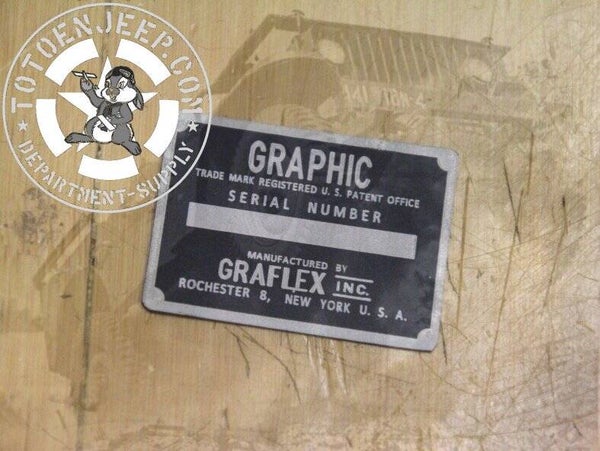 TOTOENJEEP.COM
DEPARTMENT-SUPPLY
GRAPHIC
TRADE MARK REGISTERED U. S. PATENT OFFICE
SERIAL NUMBER
MANUFACTURED BY
GRAFLEX INC.
ROCHESTER 8, NEW YORK U. S. A.